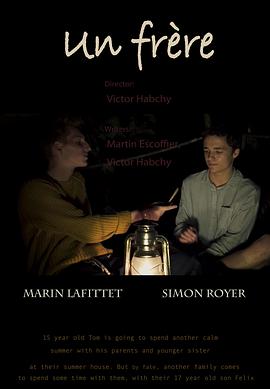 Un frère
Director:
Victor Habchy
Writers:
Martin Escoffier
Victor Habchy
MARIN LAFITTET SIMON ROYER
15 year old Tom is going to spend another calm
summer with his parents and younger sister
at their summer house. But by fate, another family comes
to spend some time with them, with their 17 year old son Felix